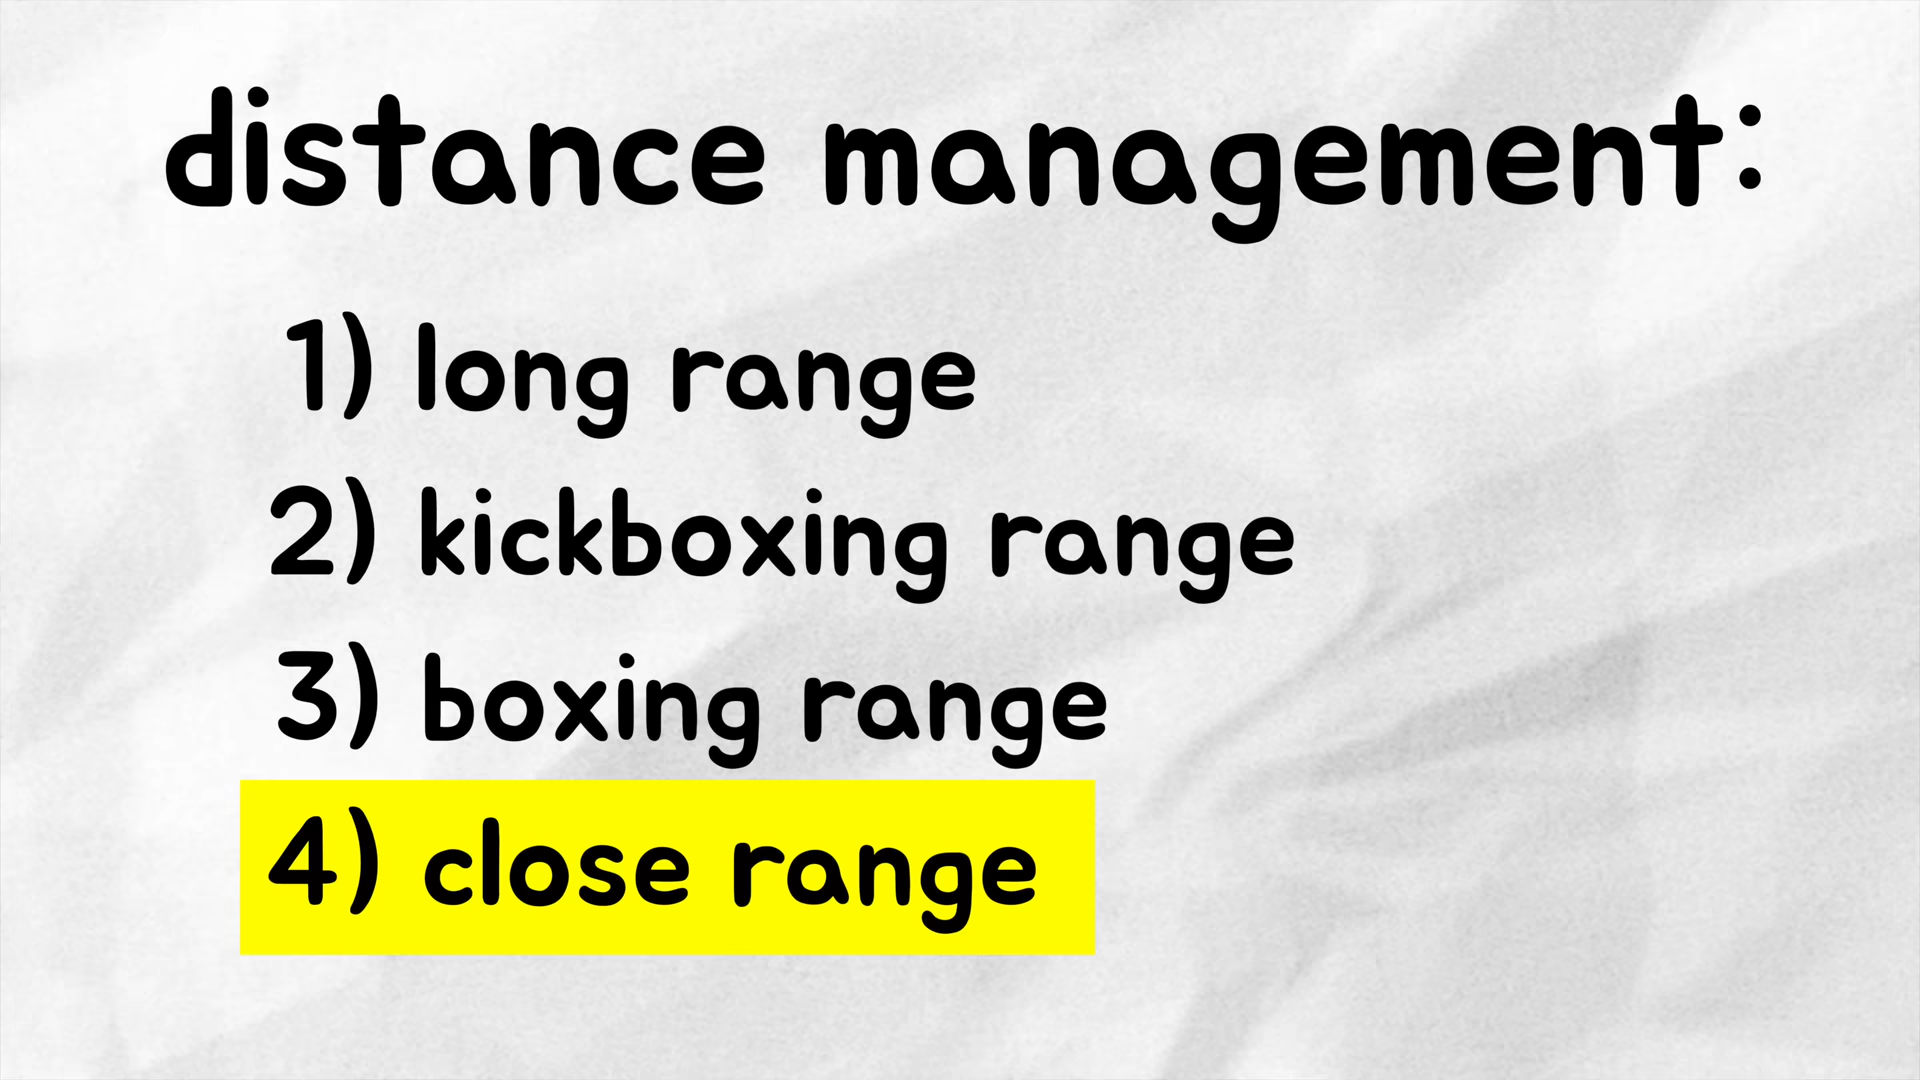 distance management:
1) long range
2) kickboxing range
3) boxing range
4) close range